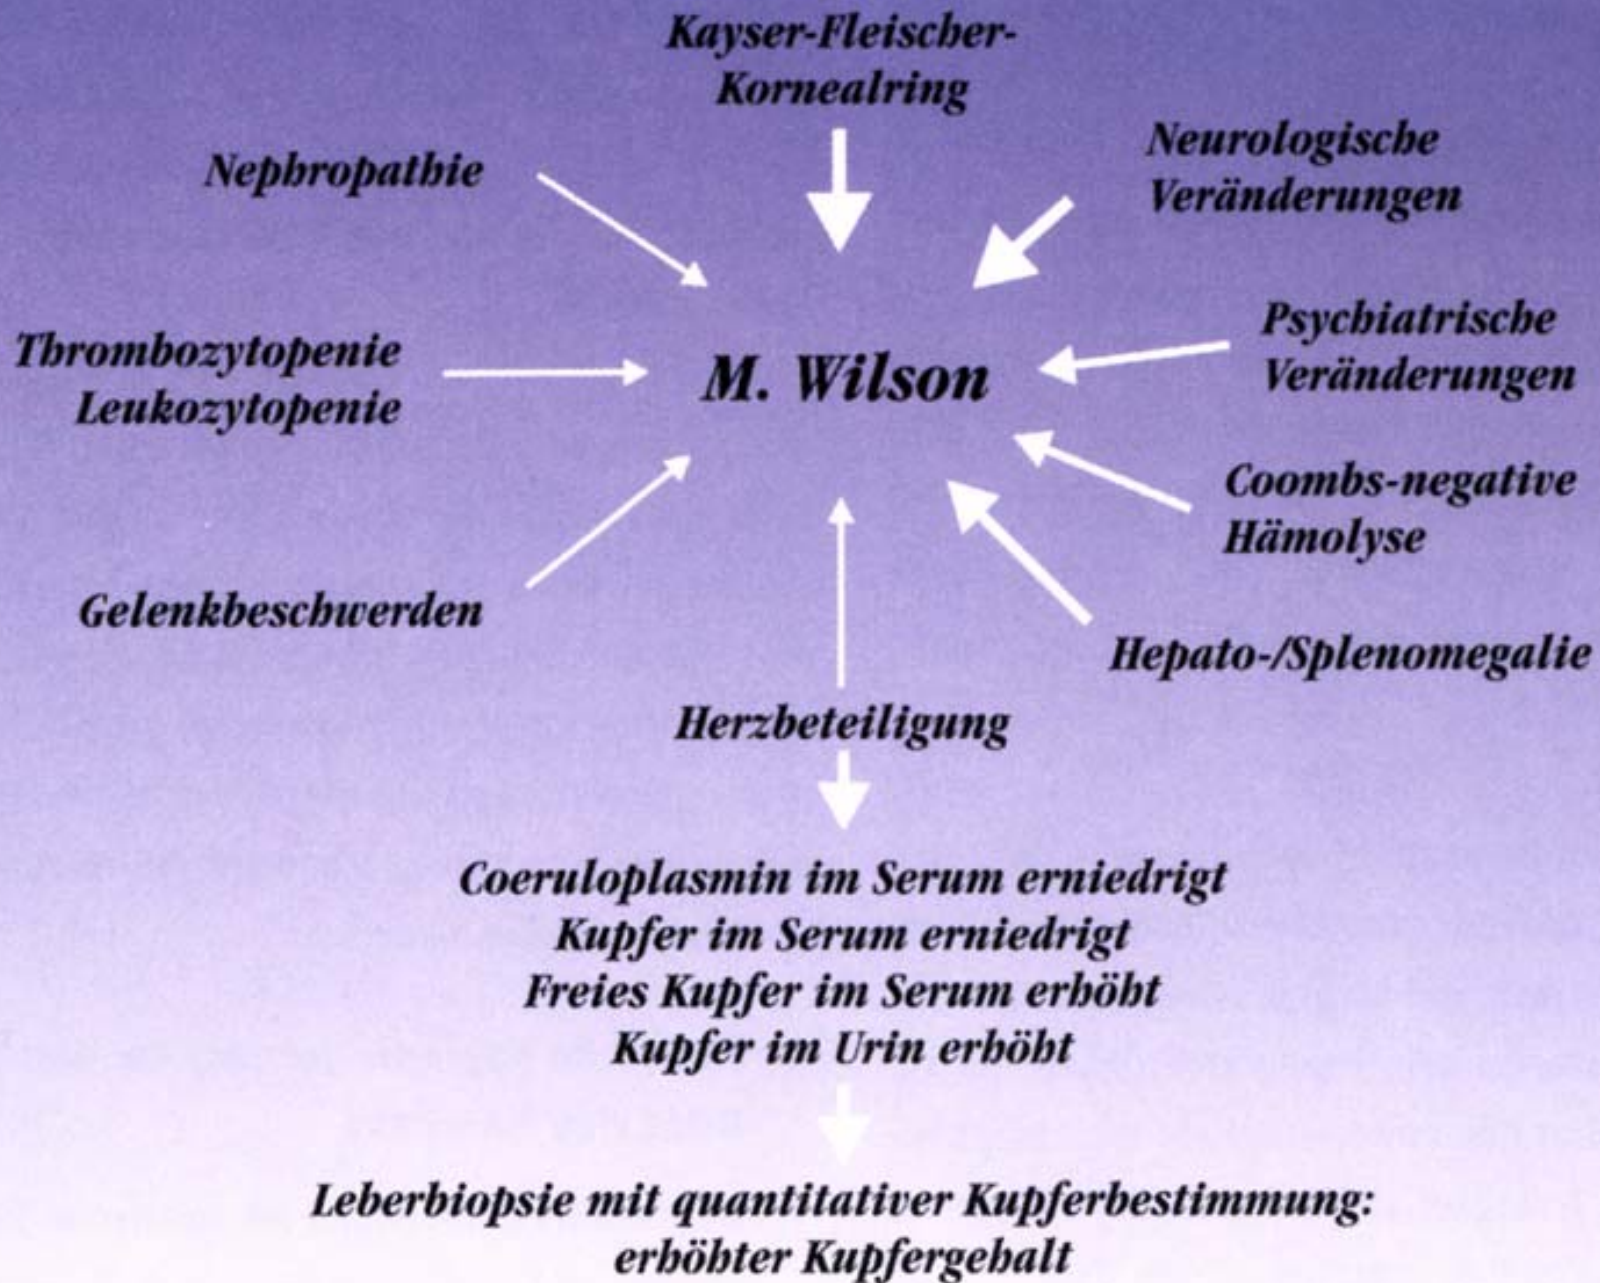 Kayser-Fleischer-
Kornealring
Nephropathie
Neurologische
Veränderungen
Thrombozytopenie
Leukozytopenie
M. Wilson
Psychiatrische
Veränderungen
Coombs-negative
Hämolyse
Gelenkbeschwerden
Hepato-/Splenomegalie
Herzbeteiligung
Coeruloplasmin im Serum erniedrigt
Kupfer im Serum erniedrigt
Freies Kupfer im Serum erhöht
Kupfer im Urin erhöht
Leberbiopsie mit quantitativer Kupferbestimmung:
erhöhter Kupfergehalt